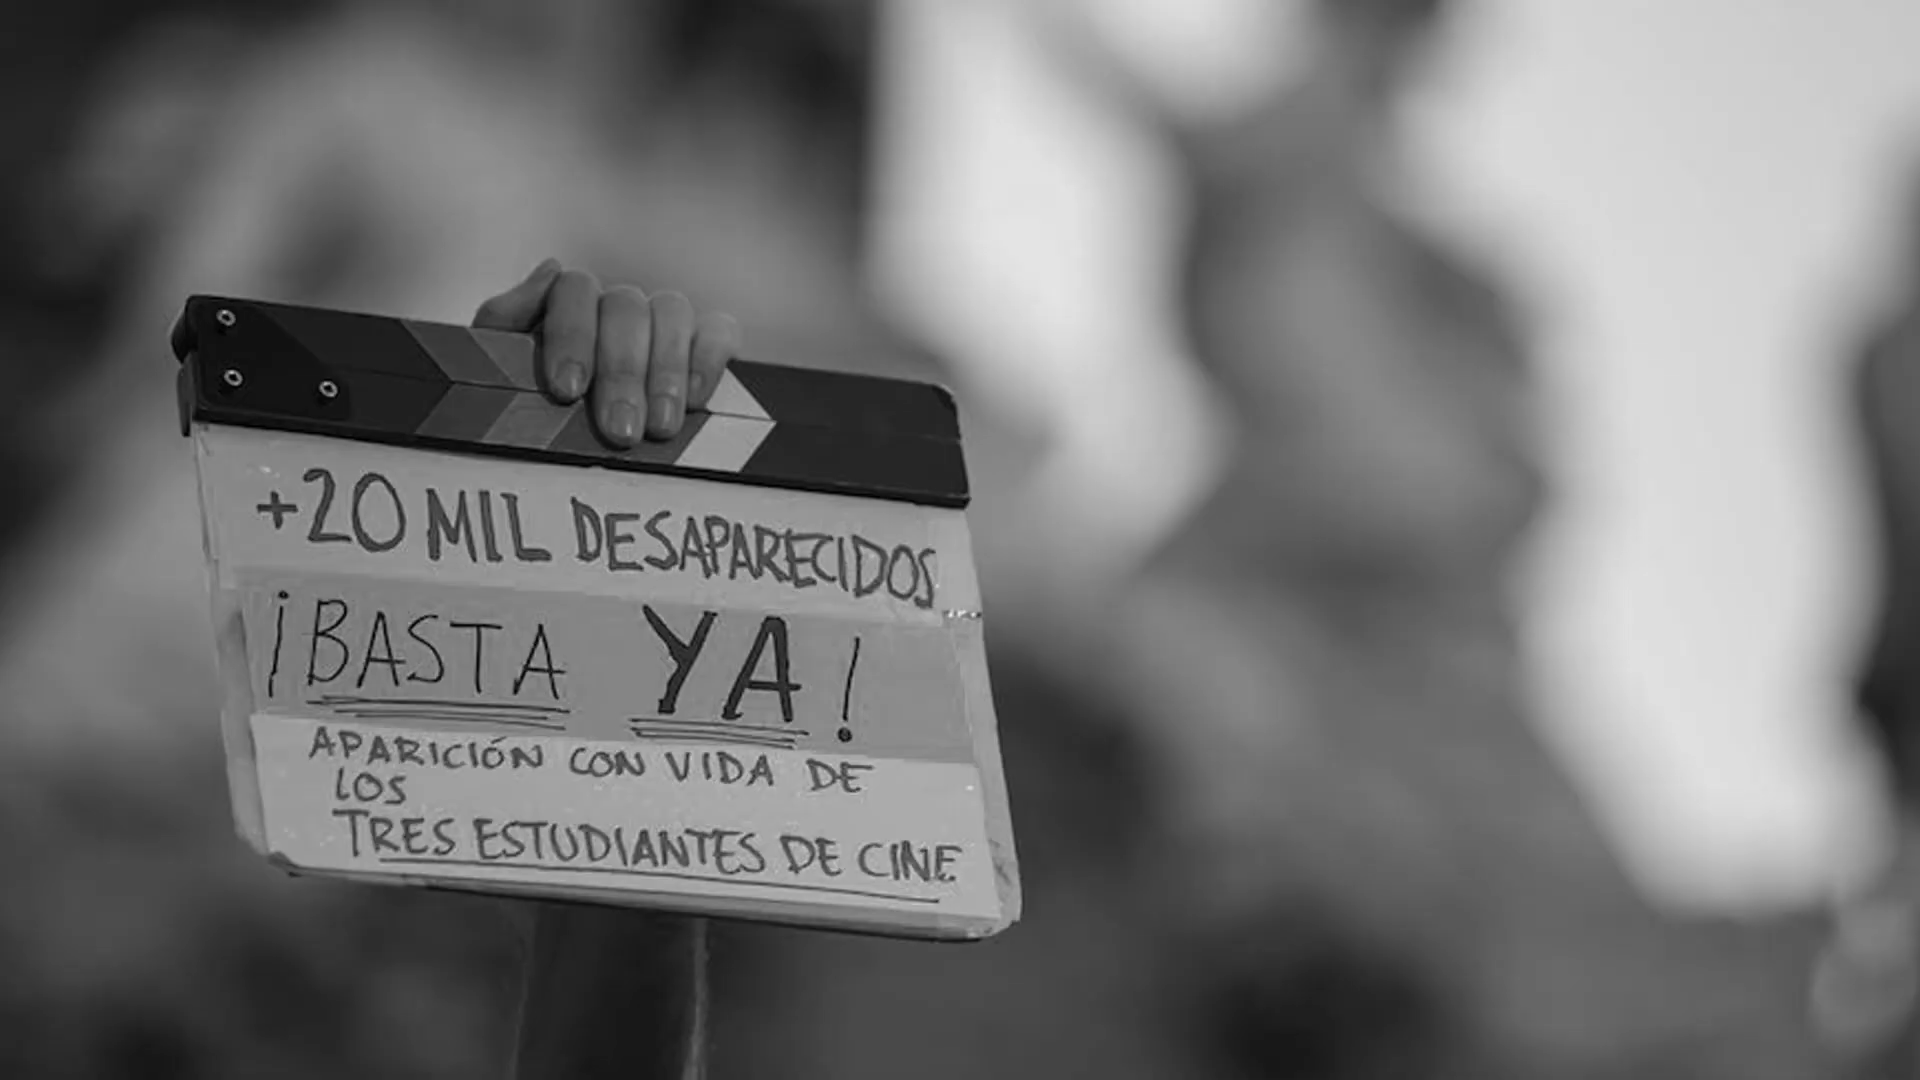 +20 MIL DESAPARECIDOS
¡BASTA YA!
APARICIÓN CON VIDA DE
LOS
TRES ESTUDIANTES DE CINE